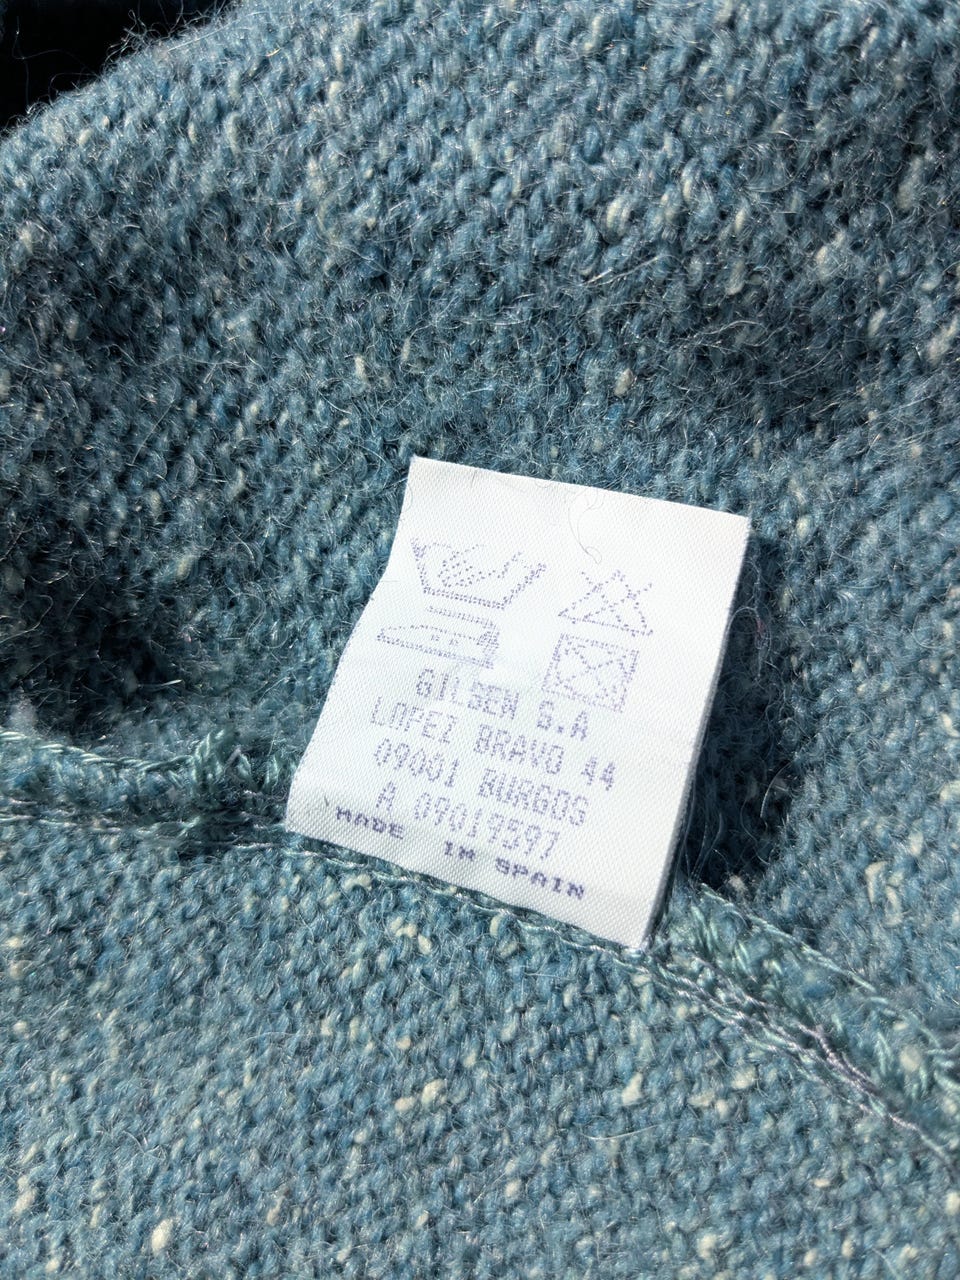 GILSEN S.A
LOPEZ BRAVO 44
09001 BURGOS
A 09019597
MADE
IN SPAIN